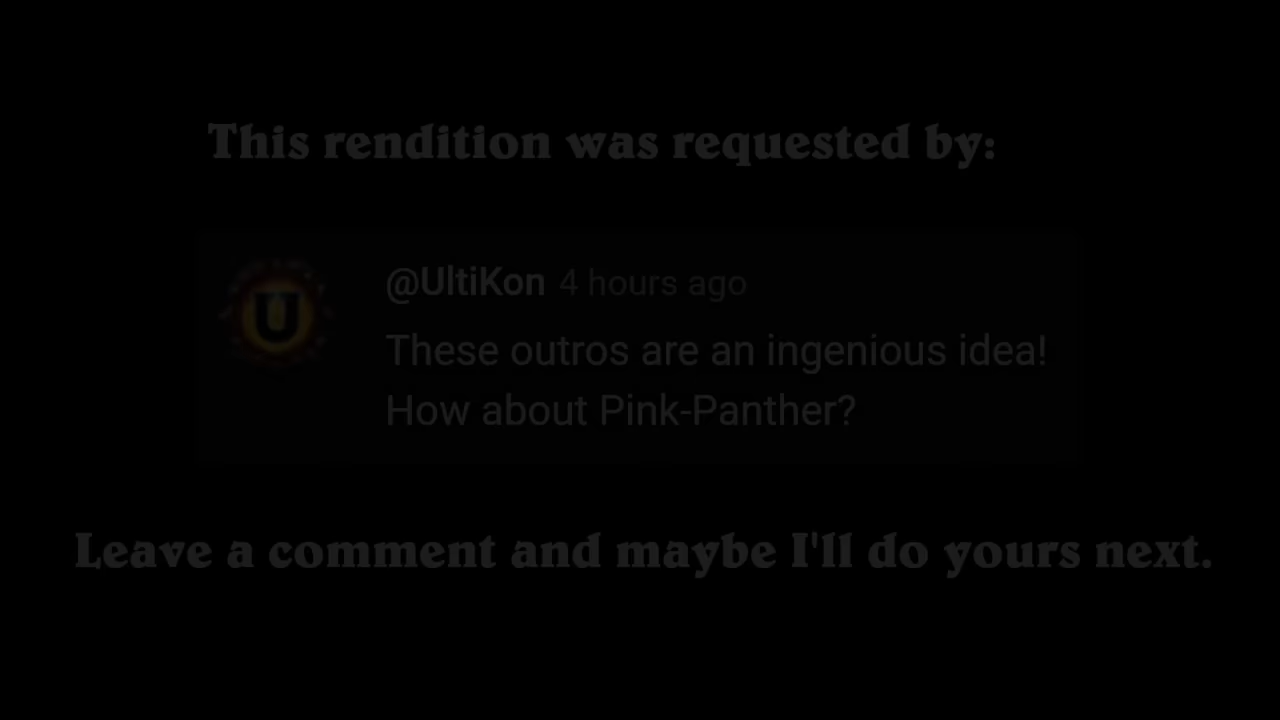 This rendition was requested by:
U
@UltiKon 4 hours ago
These outros are an ingenious idea!
How about Pink-Panther?
Leave a comment and maybe I'll do yours next.